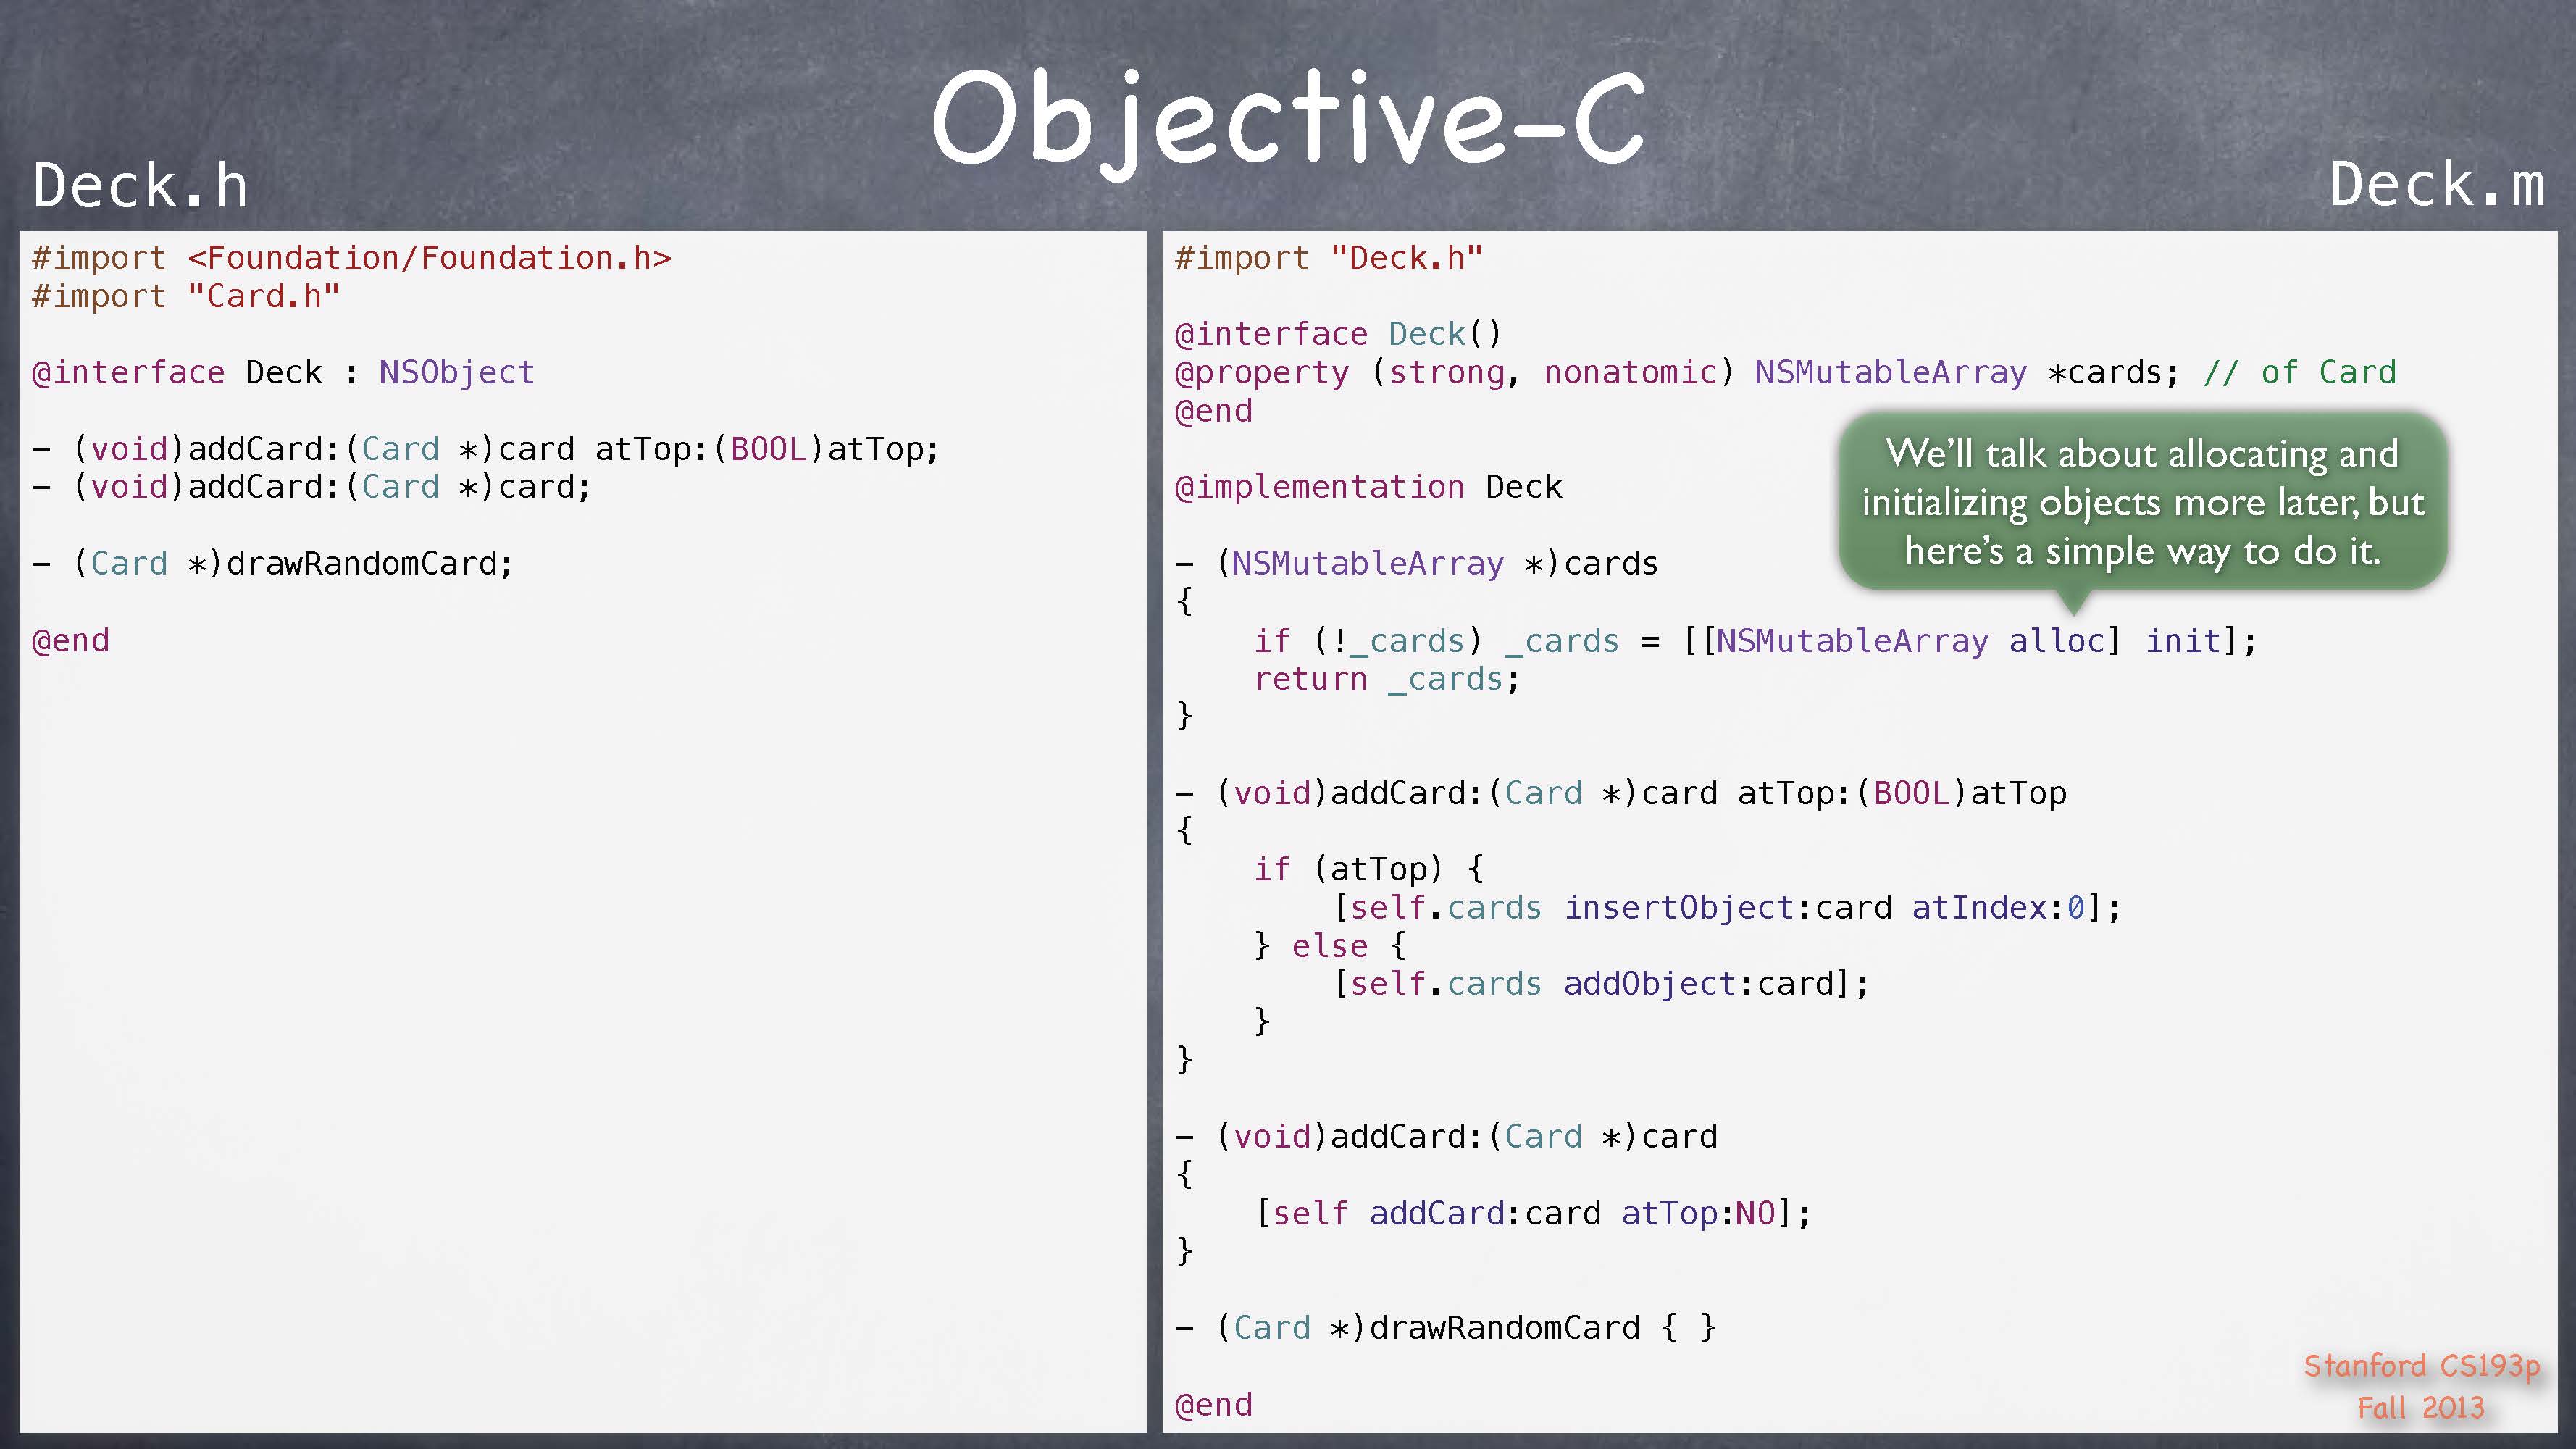 Objective-C
Deck.h
Deck.m
#import <Foundation/Foundation.h>
#import "Card.h"
@interface Deck : NSObject
- (void)addCard:(Card *)card atTop:(BOOL)atTop;
- (void)addCard:(Card *)card;
- (Card *)drawRandomCard;
@end
#import "Deck.h"
@interface Deck()
@property (strong, nonatomic) NSMutableArray *cards; // of Card
@end
@implementation Deck
- (NSMutableArray *)cards
{
    if (!_cards) _cards = [[NSMutableArray alloc] init];
    return _cards;
}
- (void)addCard:(Card *)card atTop:(BOOL)atTop
{
    if (atTop) {
        [self.cards insertObject:card atIndex:0];
    } else {
        [self.cards addObject:card];
    }
}
- (void)addCard:(Card *)card
{
    [self addCard:card atTop:NO];
}
- (Card *)drawRandomCard { }
@end
We'll talk about allocating and
initializing objects more later, but
here's a simple way to do it.
Stanford CS193p
Fall 2013